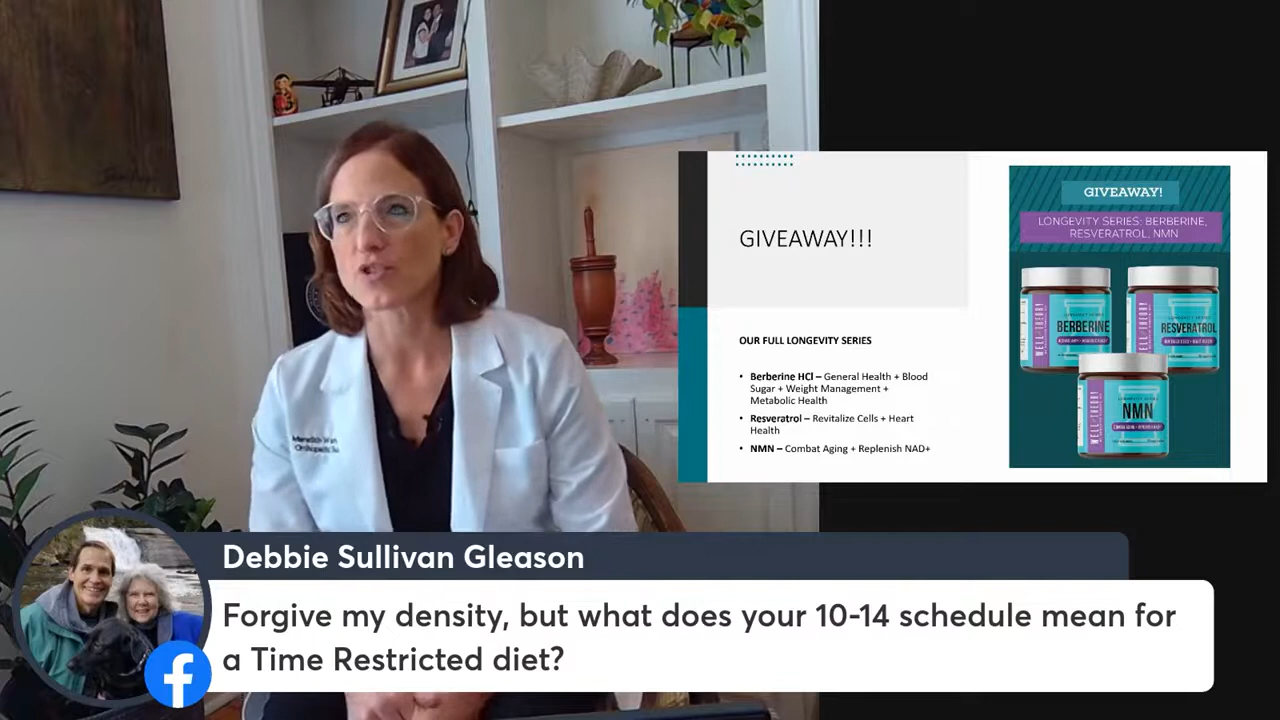 GIVEAWAY!!!
OUR FULL LONGEVITY SERIES
• Berberine HCl – General Health + Blood
Sugar + Weight Management +
Metabolic Health
• Resveratrol – Revitalize Cells + Heart
Health
• NMN – Combat Aging + Replenish NAD+
GIVEAWAY!
LONGEVITY SERIES: BERBERINE,
RESVERATROL, NMN
BERBERINE
RESVERATROL
NMN
Meredith
Debbie Sullivan Gleason
Forgive my density, but what does your 10-14 schedule mean for
a Time Restricted diet?